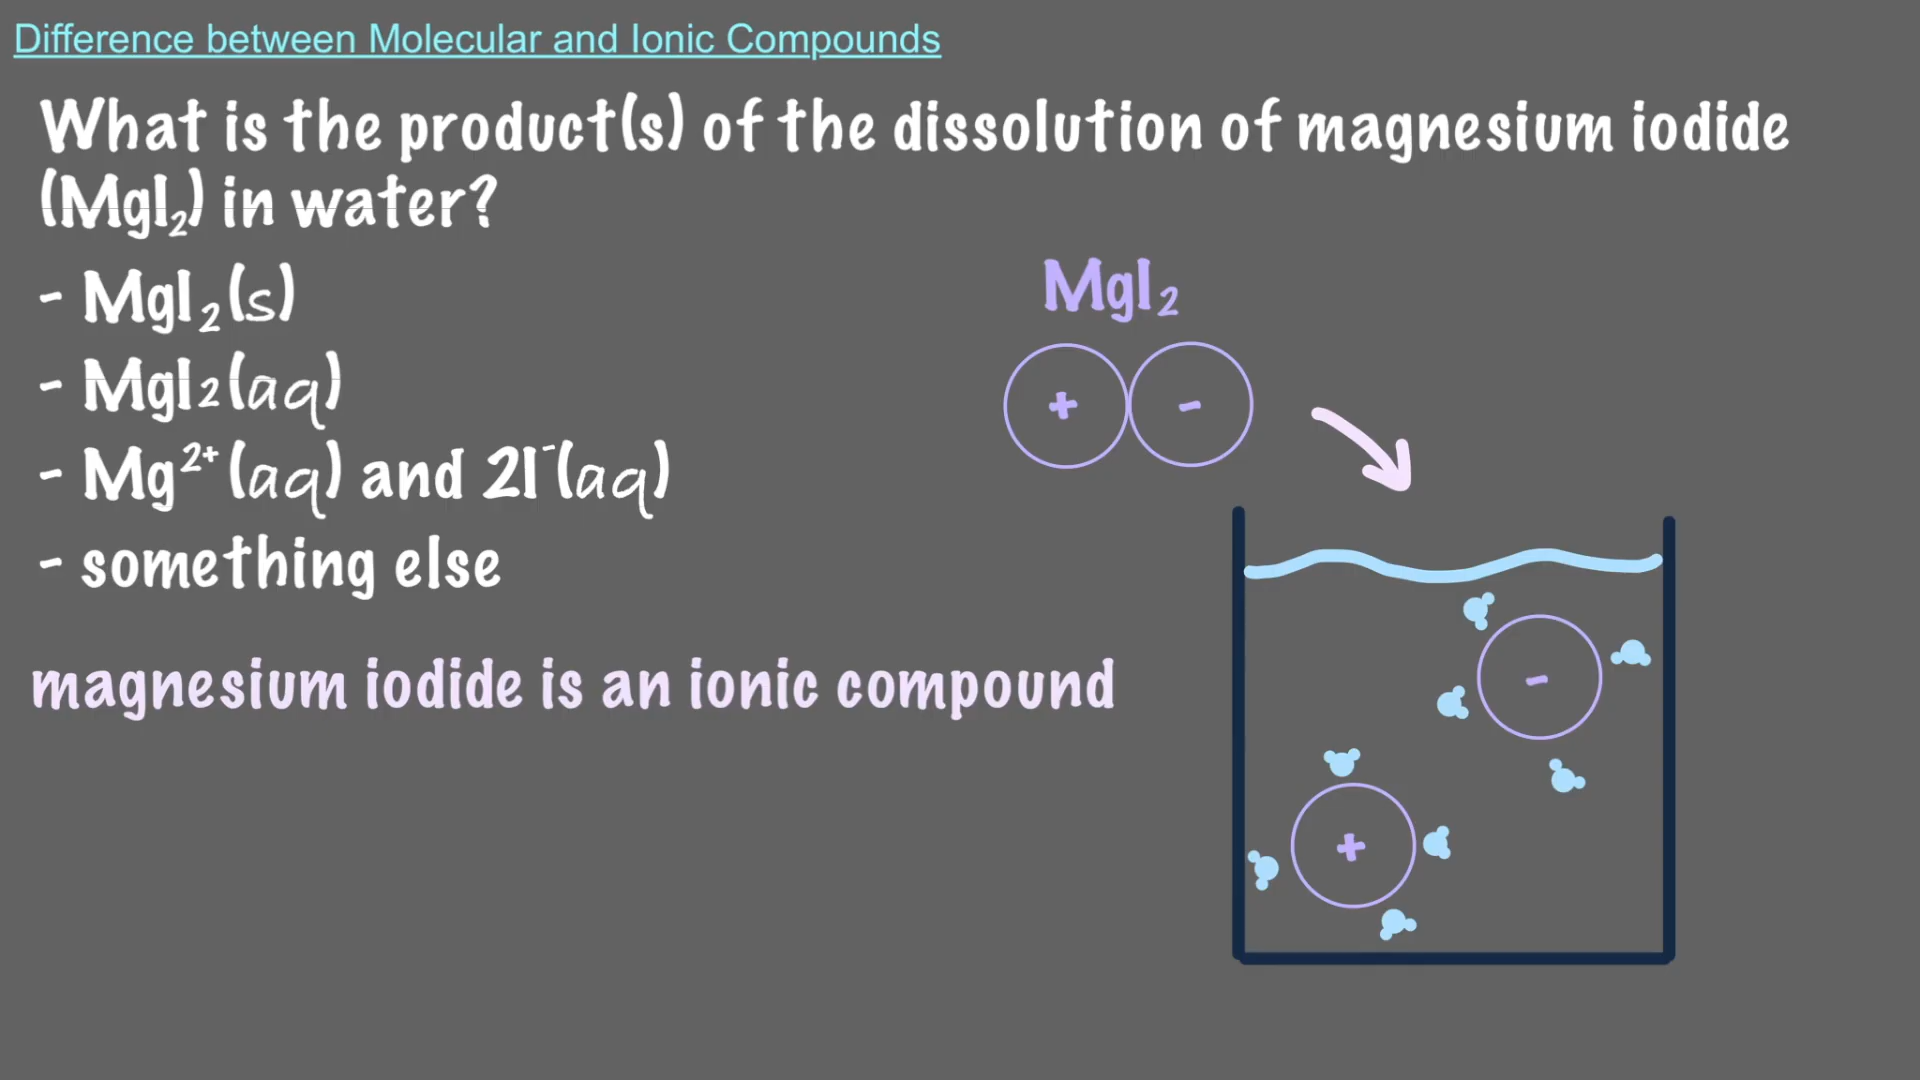 Difference between Molecular and Ionic Compounds
What is the product(s) of the dissolution of magnesium iodide
(MgI₂) in water?
- MgI₂(s)
- MgI₂(aq)
- Mg²⁺(aq) and 2I⁻(aq)
- something else
MgI₂
+ -
-
magnesium iodide is an ionic compound
+